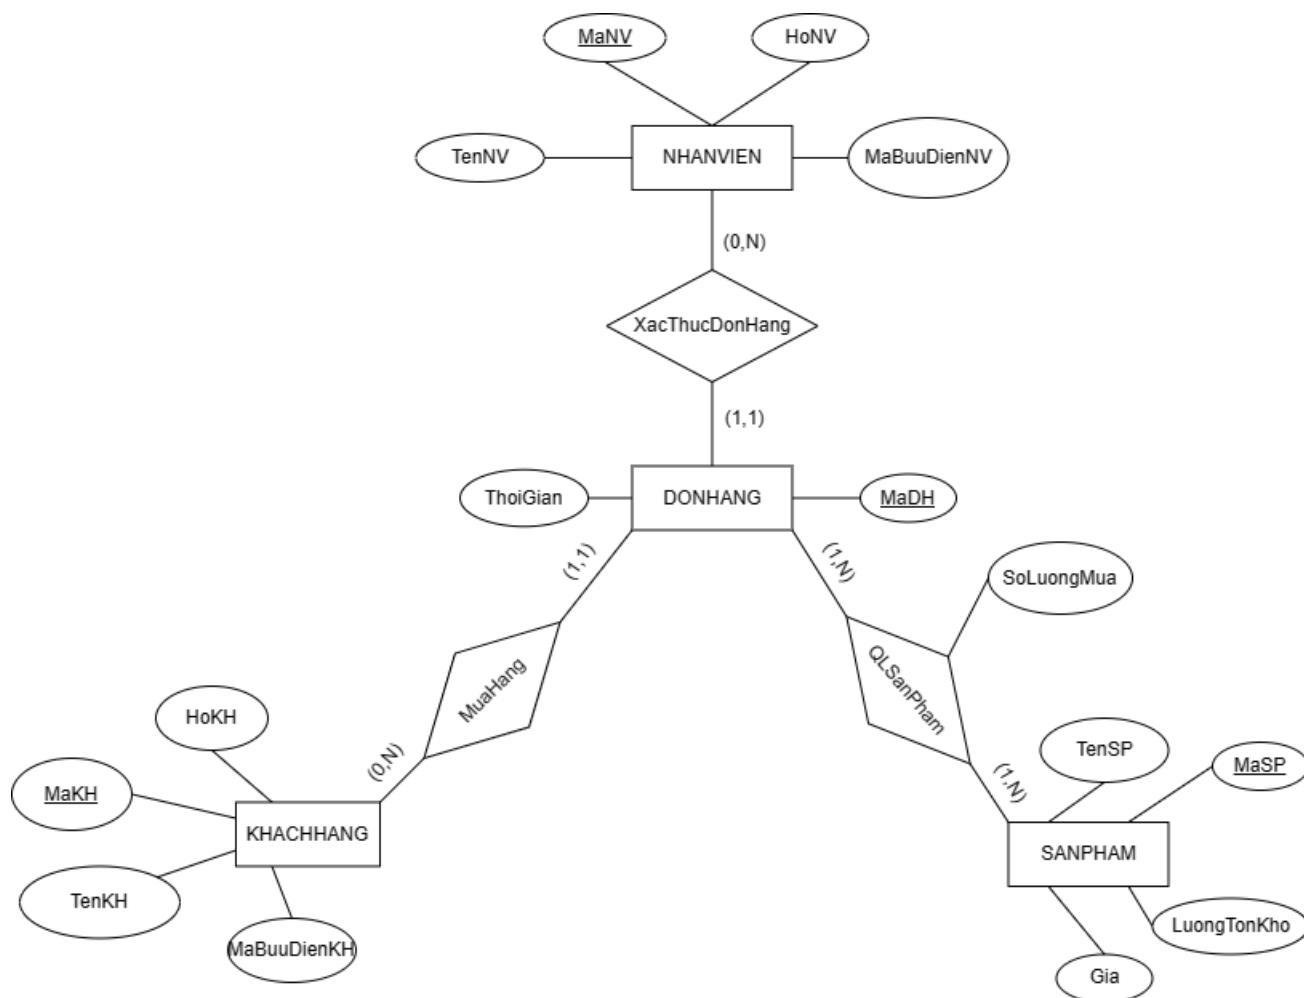 MaNV
HoNV
TenNV
NHANVIEN
MaBuuDienNV
(0,N)
XacThucDonHang
(1,1)
ThoiGian
DONHANG
MaDH
(1,1)
(1,N)
SoLuongMua
MuaHang
QLSanPham
HoKH
(0,N)
TenSP
MaSP
(1,N)
MaKH
KHACHHANG
SANPHAM
TenKH
LuongTonKho
MaBuuDienKH
Gia